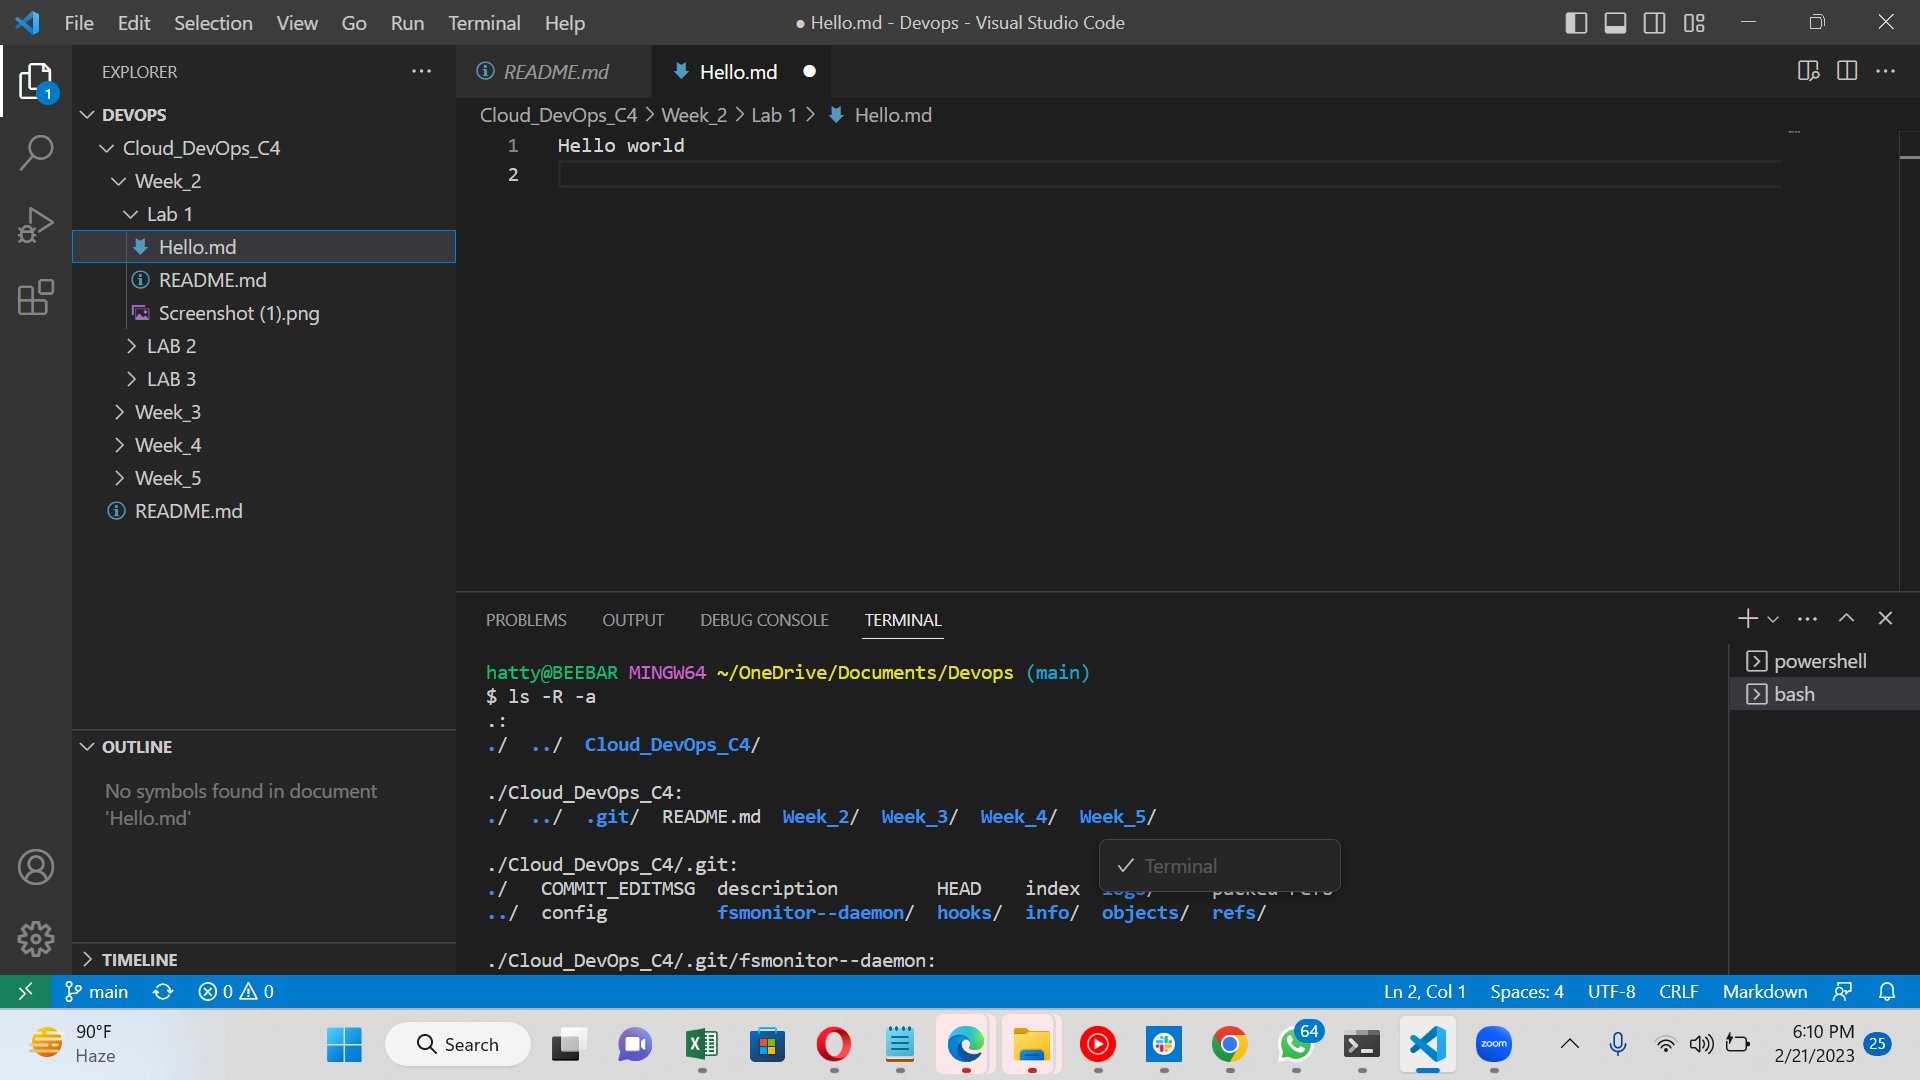 File Edit Selection View Go Run Terminal Help
● Hello.md - Devops - Visual Studio Code
1
EXPLORER
DEVOPS
Cloud_DevOps_C4
Week_2
Lab 1
Hello.md
README.md
Screenshot (1).png
LAB 2
LAB 3
Week_3
Week_4
Week_5
README.md
OUTLINE
No symbols found in document
'Hello.md'
TIMELINE
README.md
Hello.md
Cloud_DevOps_C4 > Week_2 > Lab 1 > Hello.md
1 Hello world
2
PROBLEMS OUTPUT DEBUG CONSOLE TERMINAL
hatty@BEEBAR MINGW64 ~/OneDrive/Documents/Devops (main)
$ ls -R -a
.:
./ ../ Cloud_DevOps_C4/
./Cloud_DevOps_C4:
./ ../ .git/ README.md Week_2/ Week_3/ Week_4/ Week_5/
./Cloud_DevOps_C4/.git:
./ COMMIT_EDITMSG description HEAD index logs/ packed-refs
../ config fsmonitor--daemon/ hooks/ info/ objects/ refs/
./Cloud_DevOps_C4/.git/fsmonitor--daemon:
Terminal
powershell
bash
main 0 0
Ln 2, Col 1 Spaces: 4 UTF-8 CRLF Markdown
90°F
Haze
Search
64
zoom
6:10 PM
2/21/2023
25